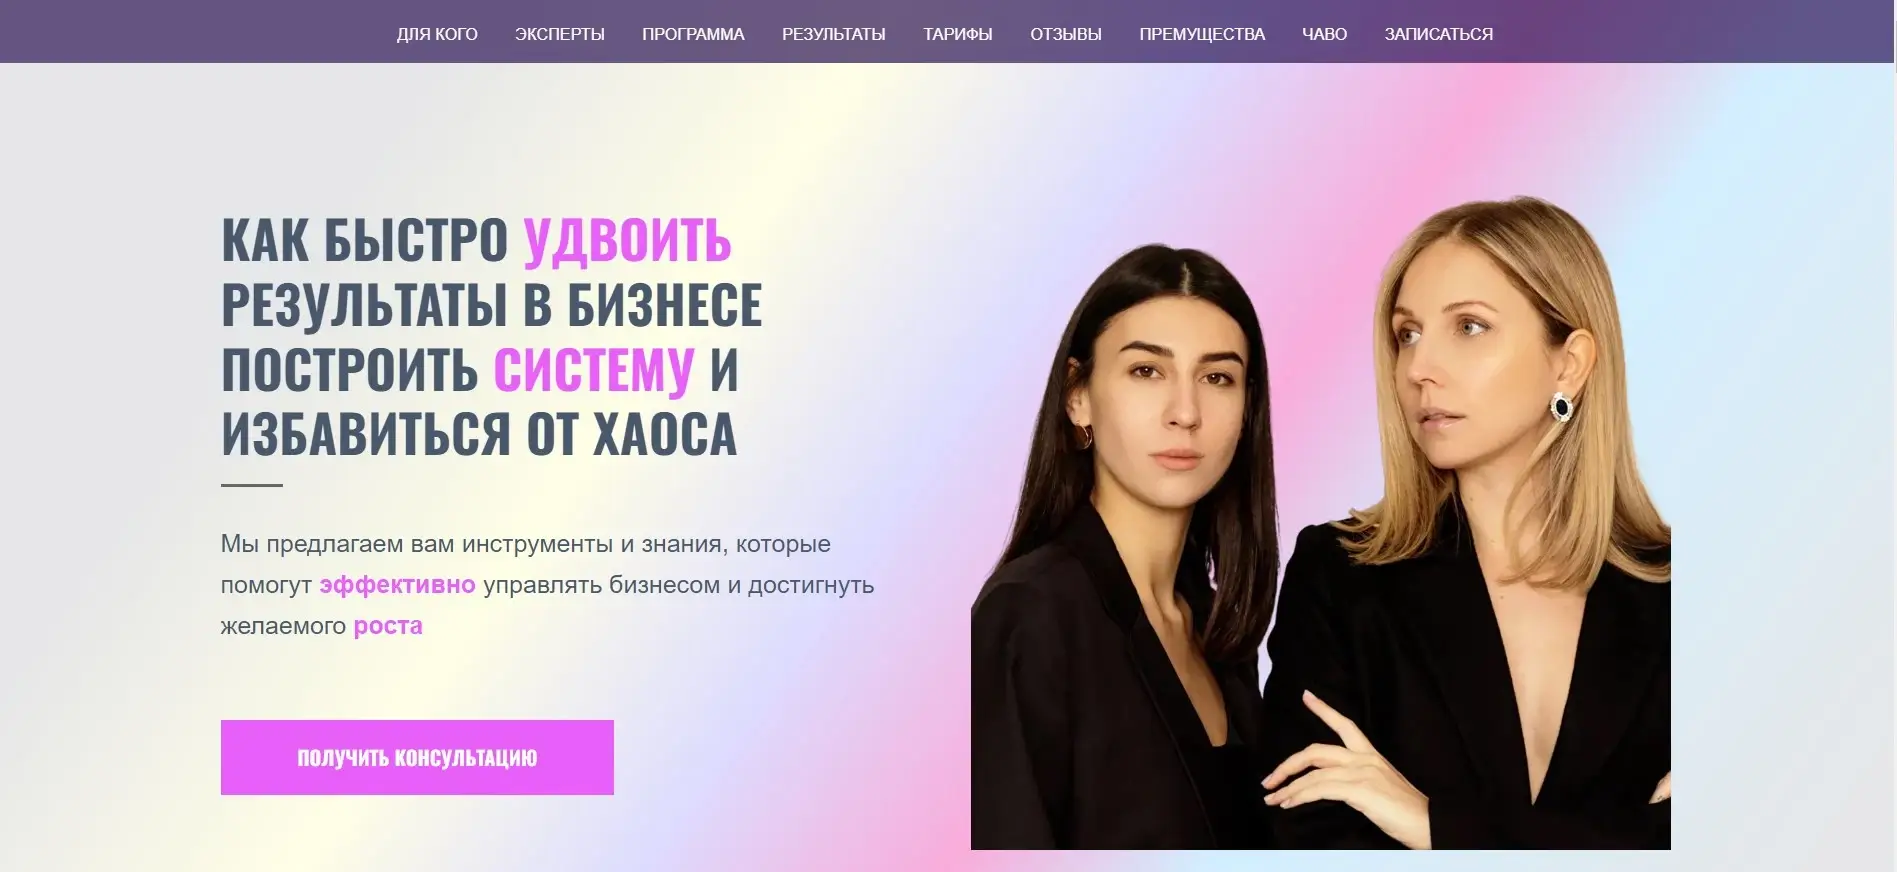 ДЛЯ КОГО ЭКСПЕРТЫ ПРОГРАММА РЕЗУЛЬТАТЫ ТАРИФЫ ОТЗЫВЫ ПРЕМУЩЕСТВА ЧАВО ЗАПИСАТЬСЯ
КАК БЫСТРО УДВОИТЬ
РЕЗУЛЬТАТЫ В БИЗНЕСЕ
ПОСТРОИТЬ СИСТЕМУ И
ИЗБАВИТЬСЯ ОТ ХАОСА
Мы предлагаем вам инструменты и знания, которые
помогут эффективно управлять бизнесом и достигнуть
желаемого роста
ПОЛУЧИТЬ КОНСУЛЬТАЦИЮ